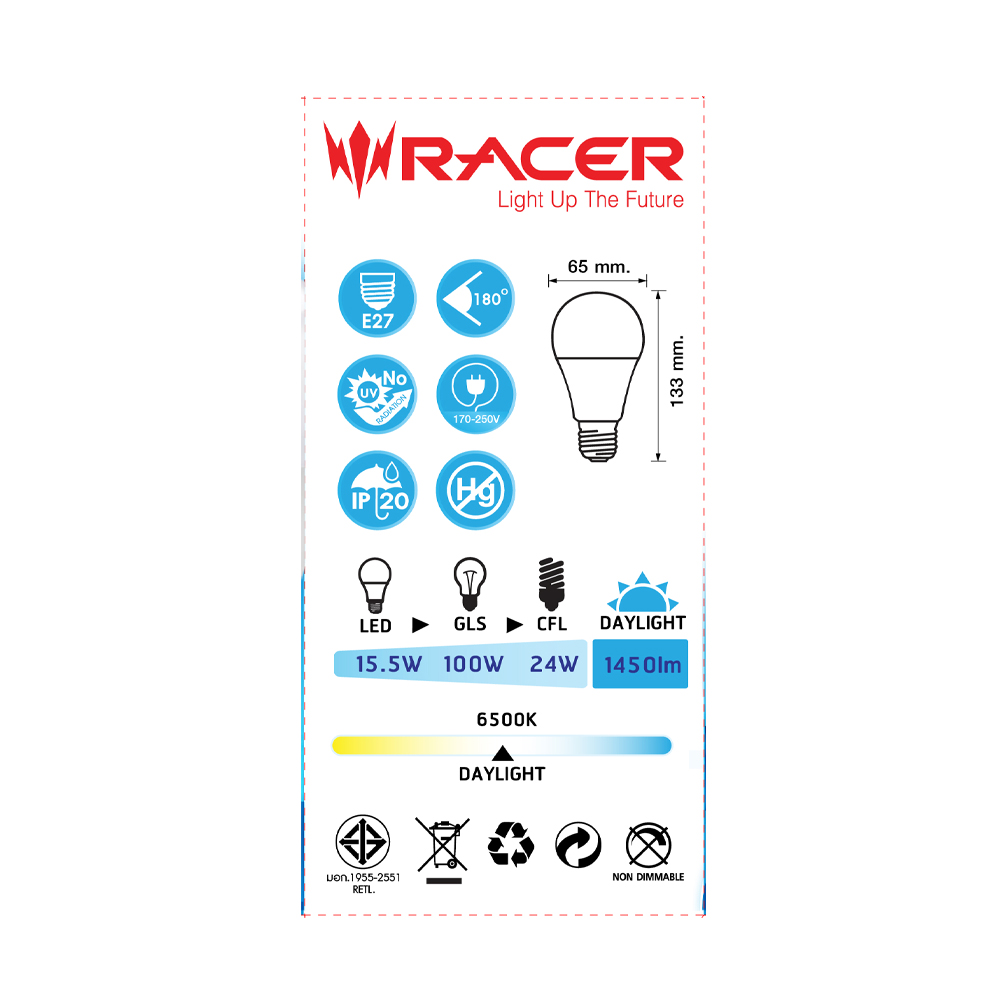 RACER
Light Up The Future
E27
180°
65 mm.
133 mm.
UV No
RADIATION
170-250V
IP 20
Hg
LED GLS CFL DAYLIGHT
15.5W 100W 24W 1450lm
6500K
DAYLIGHT
มอก.1955-2551
RETL.
NON DIMMABLE